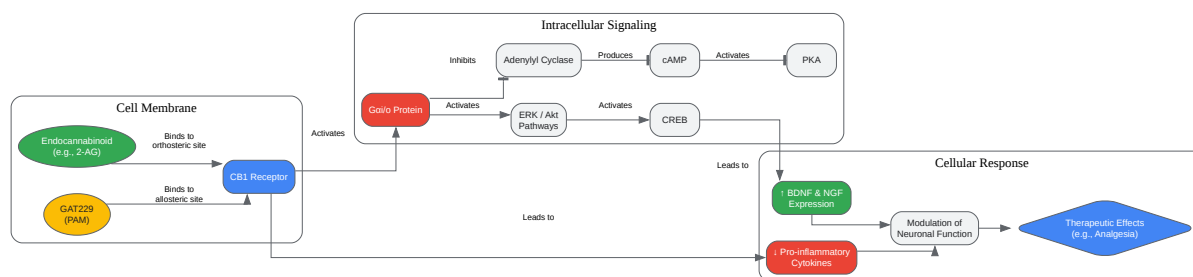 Intracellular Signaling
Inhibits
Adenylyl Cyclase
Produces
cAMP
Activates
PKA
Gαi/o Protein
Activates
ERK / Akt
Pathways
Activates
CREB
Cell Membrane
Endocannabinoid
(e.g., 2-AG)
Binds to
orthosteric site
CB1 Receptor
Activates
GAT229
(PAM)
Binds to
allosteric site
Leads to
Leads to
Cellular Response
↑ BDNF & NGF
Expression
Modulation of
Neuronal Function
Therapeutic Effects
(e.g., Analgesia)
↓ Pro-inflammatory
Cytokines